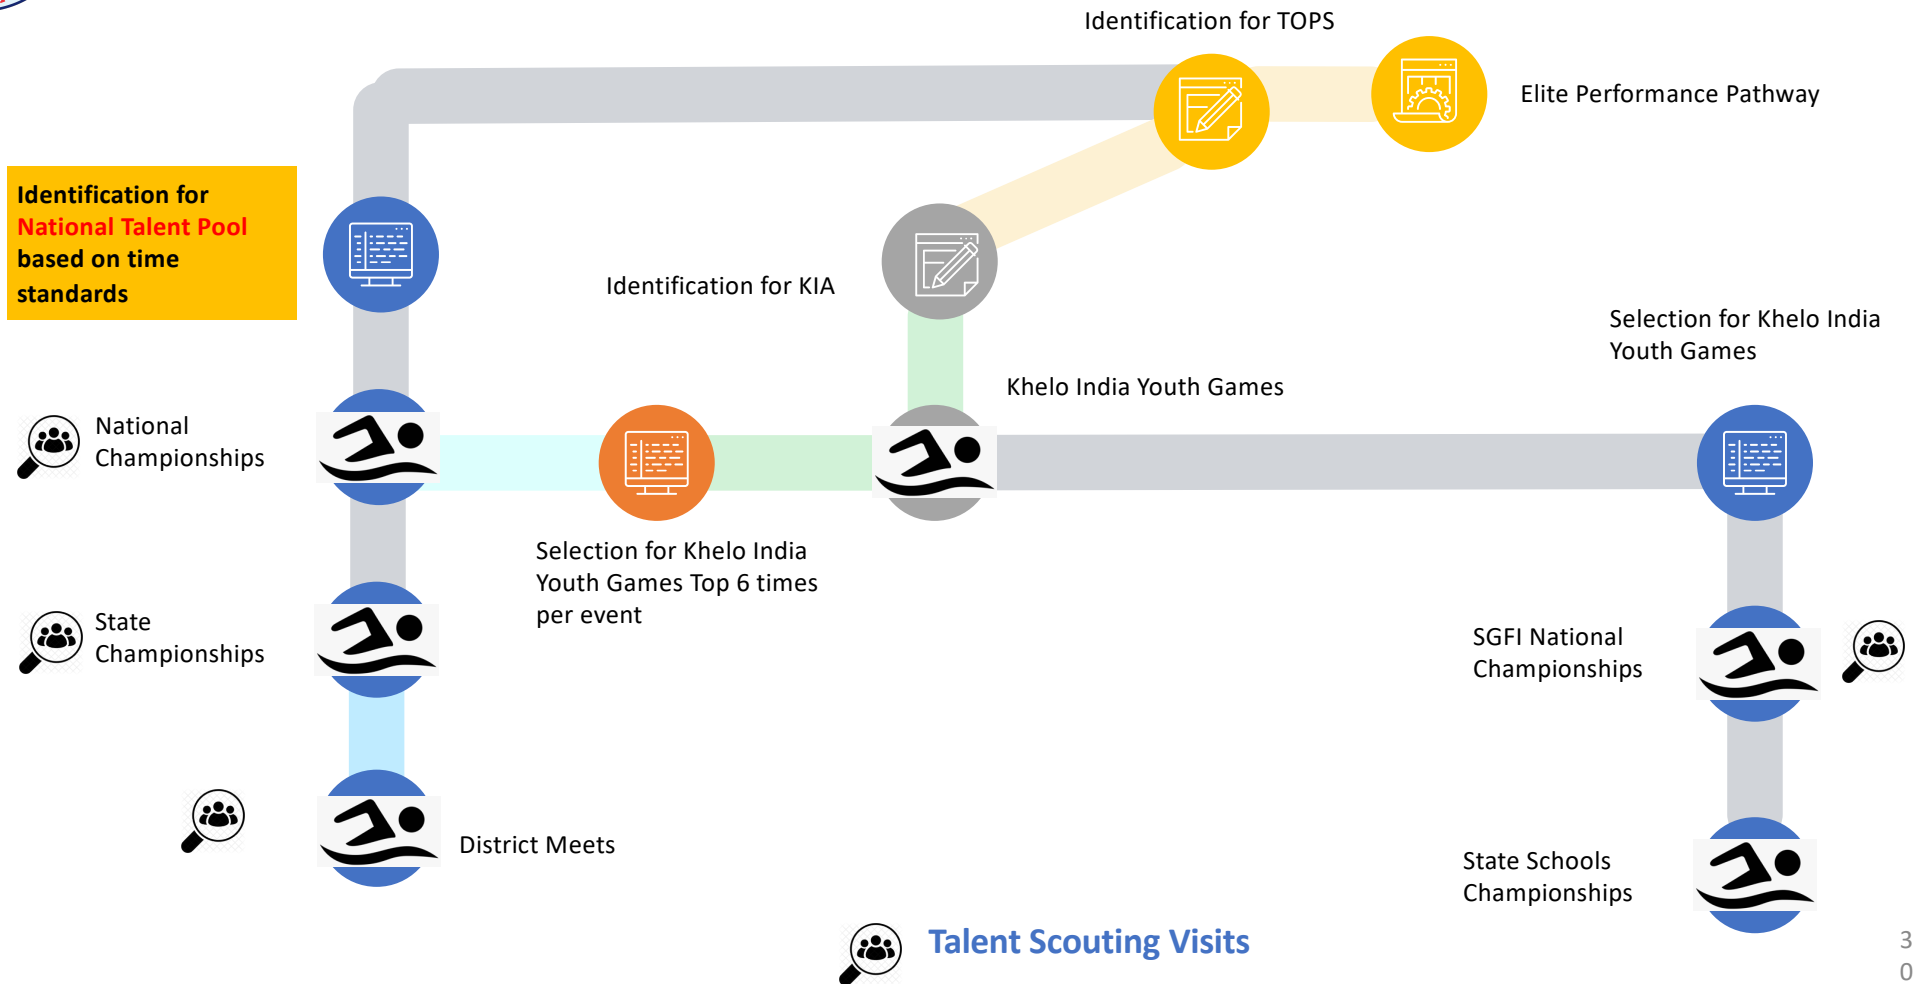 Identification for TOPS
Elite Performance Pathway
Identification for
National Talent Pool
based on time
standards
Identification for KIA
Selection for Khelo India
Youth Games
Khelo India Youth Games
National
Championships
Selection for Khelo India
Youth Games Top 6 times
per event
State
Championships
SGFI National
Championships
District Meets
State Schools
Championships
Talent Scouting Visits
3
0